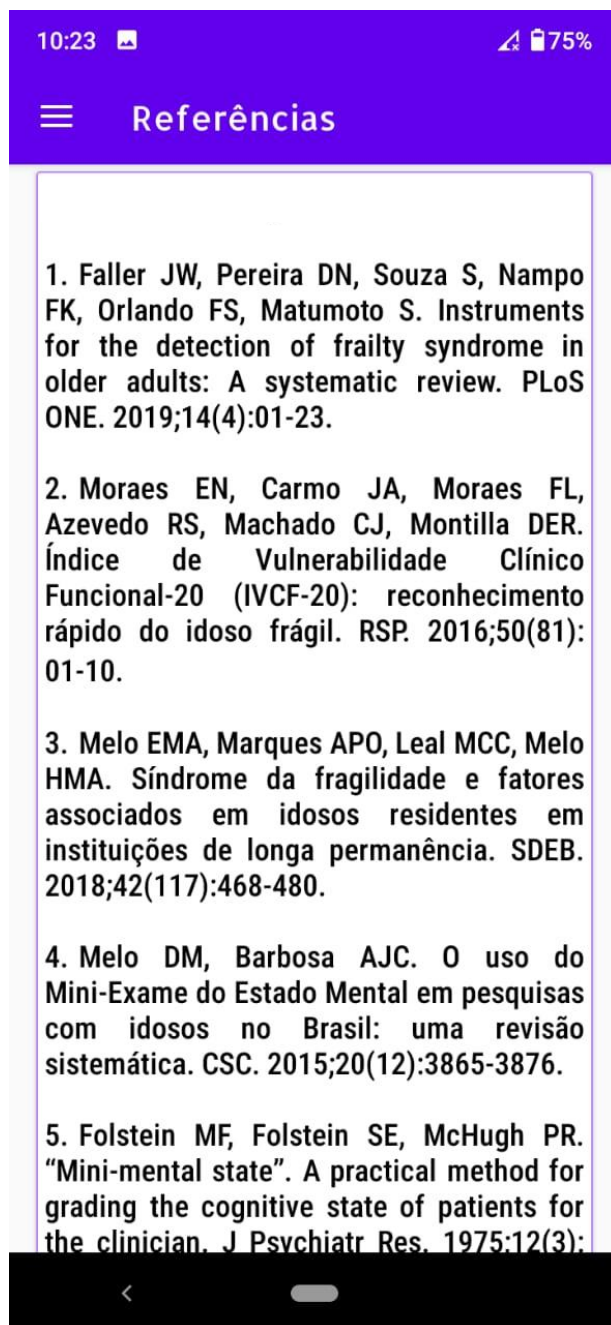 10:23 75%
Referências
1. Faller JW, Pereira DN, Souza S, Nampo
FK, Orlando FS, Matumoto S. Instruments
for the detection of frailty syndrome in
older adults: A systematic review. PLoS
ONE. 2019;14(4):01-23.
2. Moraes EN, Carmo JA, Moraes FL,
Azevedo RS, Machado CJ, Montilla DER.
Índice de Vulnerabilidade Clínico
Funcional-20 (IVCF-20): reconhecimento
rápido do idoso frágil. RSP. 2016;50(81):
01-10.
3. Melo EMA, Marques APO, Leal MCC, Melo
HMA. Síndrome da fragilidade e fatores
associados em idosos residentes em
instituições de longa permanência. SDEB.
2018;42(117):468-480.
4. Melo DM, Barbosa AJC. O uso do
Mini-Exame do Estado Mental em pesquisas
com idosos no Brasil: uma revisão
sistemática. CSC. 2015;20(12):3865-3876.
5. Folstein MF, Folstein SE, McHugh PR.
“Mini-mental state”. A practical method for
grading the cognitive state of patients for
the clinician. J Psychiatr Res. 1975;12(3):